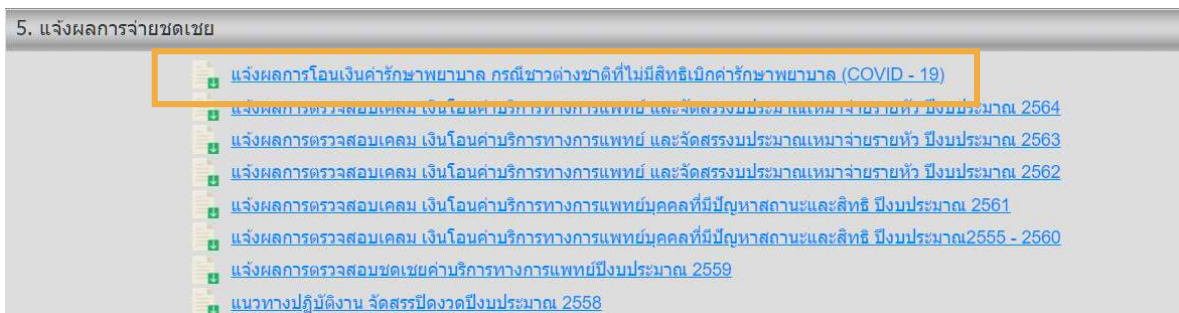 5. แจ้งผลการจ่ายชดเชย
แจ้งผลการโอนเงินค่ารักษาพยาบาล กรณีชาวต่างชาติที่ไม่มีสิทธิเบิกค่ารักษาพยาบาล (COVID - 19)
แจ้งผลการตรวจสอบเคลม เงินโอนค่าบริการทางการแพทย์ และจัดสรรงบประมาณเหมาจ่ายรายหัว ปีงบประมาณ 2564
แจ้งผลการตรวจสอบเคลม เงินโอนค่าบริการทางการแพทย์ และจัดสรรงบประมาณเหมาจ่ายรายหัว ปีงบประมาณ 2563
แจ้งผลการตรวจสอบเคลม เงินโอนค่าบริการทางการแพทย์ และจัดสรรงบประมาณเหมาจ่ายรายหัว ปีงบประมาณ 2562
แจ้งผลการตรวจสอบเคลม เงินโอนค่าบริการทางการแพทย์บุคคลที่มีปัญหาสถานะและสิทธิ ปีงบประมาณ 2561
แจ้งผลการตรวจสอบเคลม เงินโอนค่าบริการทางการแพทย์บุคคลที่มีปัญหาสถานะและสิทธิ ปีงบประมาณ2555 - 2560
แจ้งผลการตรวจสอบชดเชยค่าบริการทางการแพทย์ปีงบประมาณ 2559
แนวทางปฏิบัติงาน จัดสรรปิดงวดปีงบประมาณ 2558